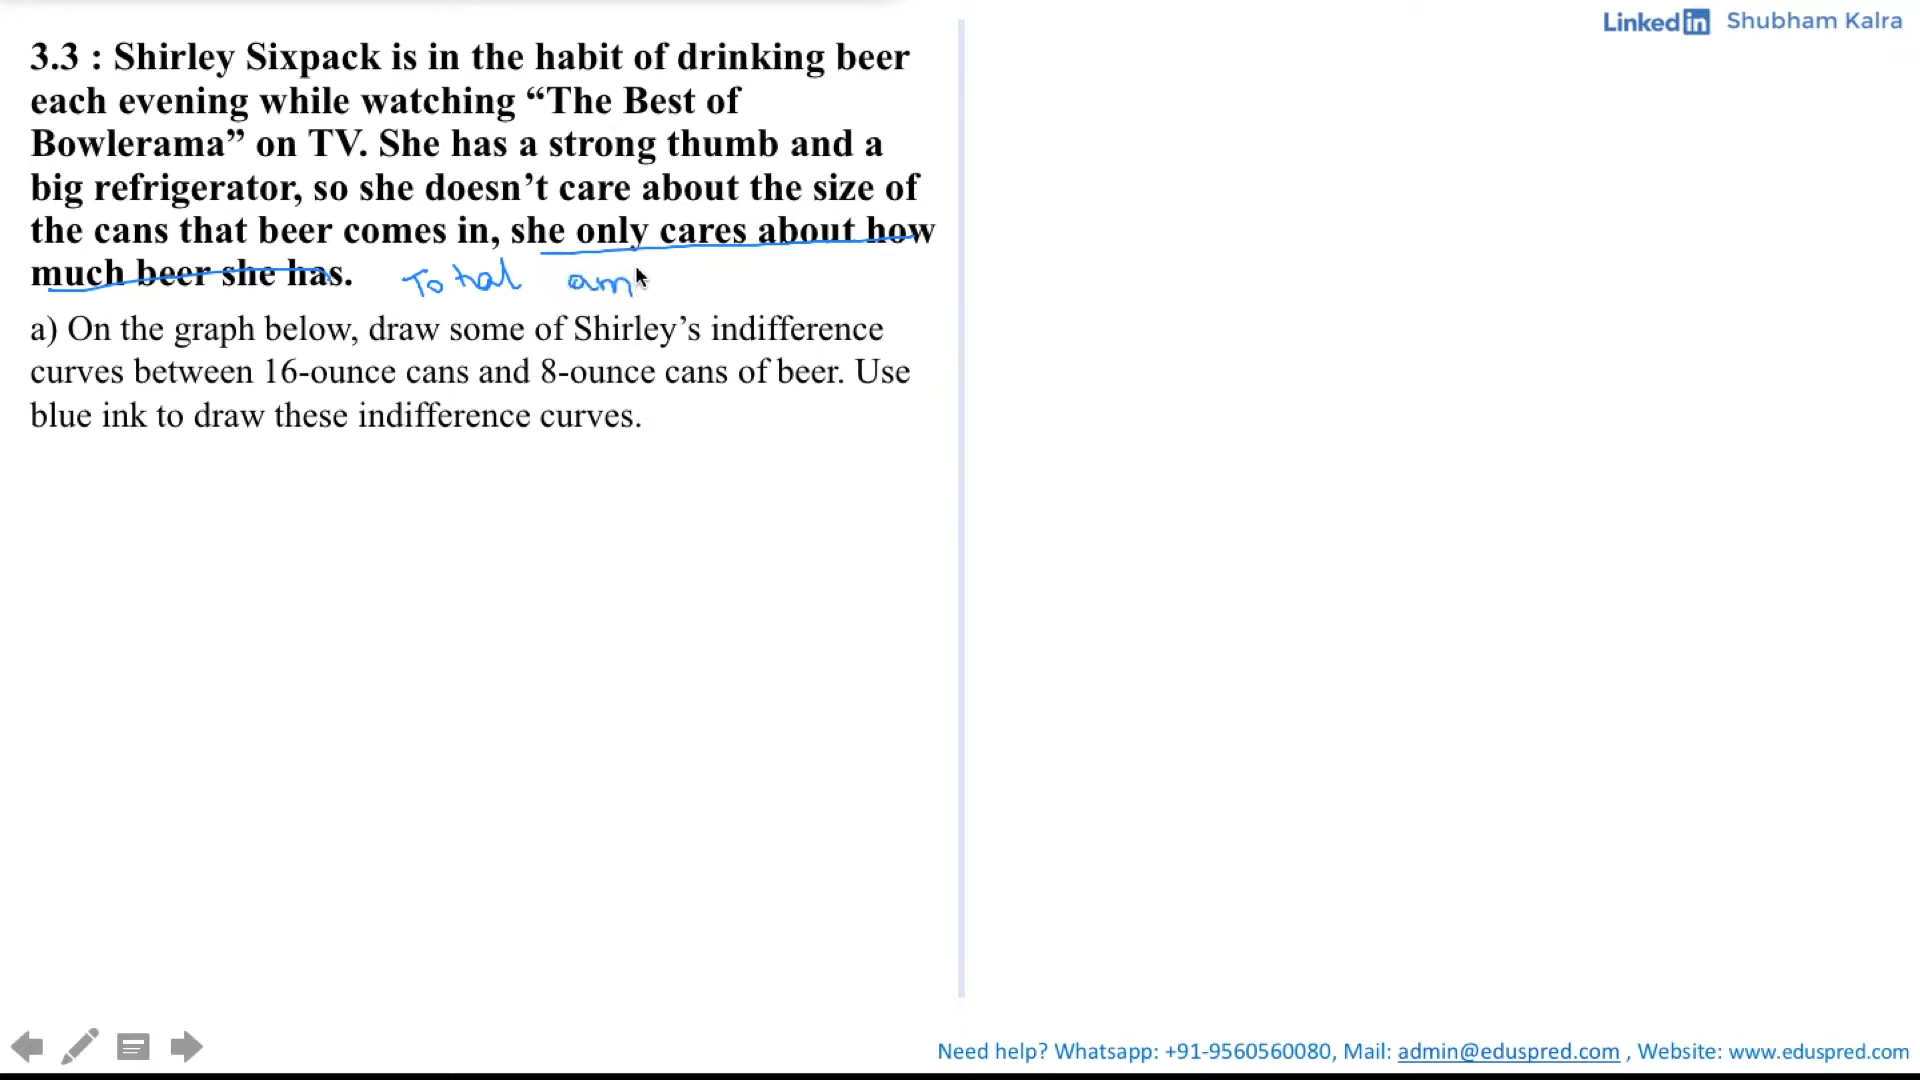 Linked in Shubham Kalra
3.3 : Shirley Sixpack is in the habit of drinking beer
each evening while watching “The Best of
Bowlerama” on TV. She has a strong thumb and a
big refrigerator, so she doesn’t care about the size of
the cans that beer comes in, she only cares about how
much beer she has. Total am
a) On the graph below, draw some of Shirley’s indifference
curves between 16-ounce cans and 8-ounce cans of beer. Use
blue ink to draw these indifference curves.
Need help? Whatsapp: +91-9560560080, Mail: admin@eduspred.com , Website: www.eduspred.com